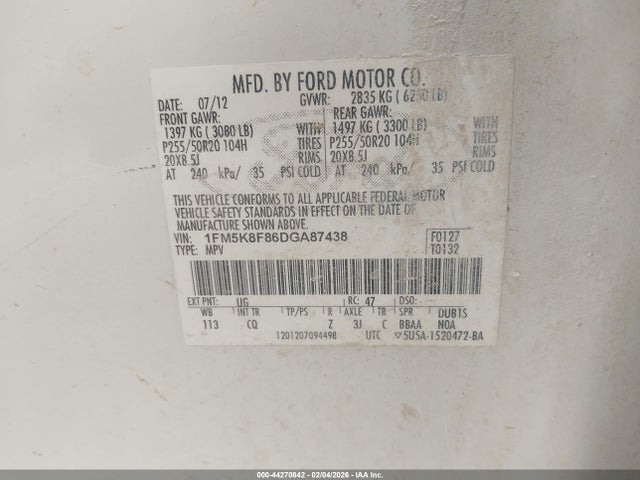 MFD. BY FORD MOTOR CO.
DATE: 07/12 GVWR: 2835 KG ( 6250 LB)
FRONT GAWR: REAR GAWR:
1397 KG ( 3080 LB) WITH 1497 KG ( 3300 LB) WITH
P255/50R20 104H TIRES P255/50R20 104H TIRES
20X8.5J RIMS 20X8.5J RIMS
AT 240 kPa/ 35 PSI COLD AT 240 kPa/ 35 PSI COLD
THIS VEHICLE CONFORMS TO ALL APPLICABLE FEDERAL MOTOR
VEHICLE SAFETY STANDARDS IN EFFECT ON THE DATE OF
MANUFACTURE SHOWN ABOVE.
VIN: 1FM5K8F86DGA87438 F0127
TYPE: MPV T0132
EXT PNT: UG RC: 47 DSO:
WB INT TR TP/PS R AXLE TR SPR DUB1S
113 CQ Z 3J C BBAA NOA
1201207094498 UTC 5U5A-1520472-BA
000-44270842 - 02/04/2026 - IAA Inc.